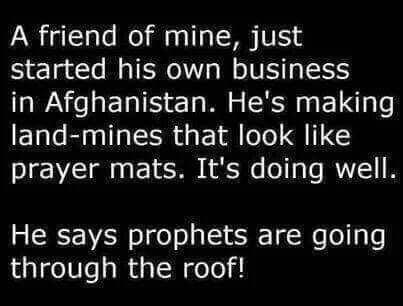 A friend of mine, just
started his own business
in Afghanistan. He's making
land-mines that look like
prayer mats. It's doing well.
He says prophets are going
through the roof!